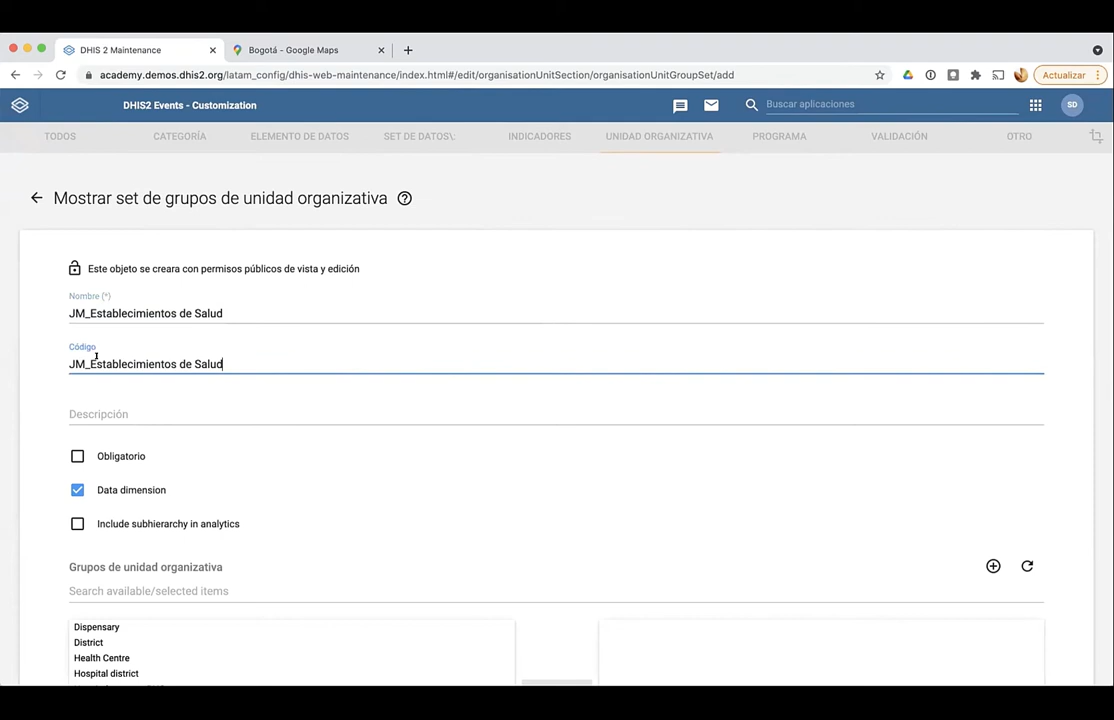 DHIS 2 Maintenance
Bogotá - Google Maps
academy.demos.dhis2.org/latam_config/dhis-web-maintenance/index.html#/edit/organisationUnitSection/organisationUnitGroupSet/add
Actualizar
DHIS2 Events - Customization
Buscar aplicaciones
SD
TODOS
CATEGORÍA
ELEMENTO DE DATOS
SET DE DATOS\:
INDICADORES
UNIDAD ORGANIZATIVA
PROGRAMA
VALIDACIÓN
OTRO
Mostrar set de grupos de unidad organizativa
Este objeto se creara con permisos públicos de vista y edición
Nombre (*)
JM_Establecimientos de Salud
Código
JM_Establecimientos de Salud
Descripción
Obligatorio
Data dimension
Include subhierarchy in analytics
Grupos de unidad organizativa
Search available/selected items
Dispensary
District
Health Centre
Hospital district